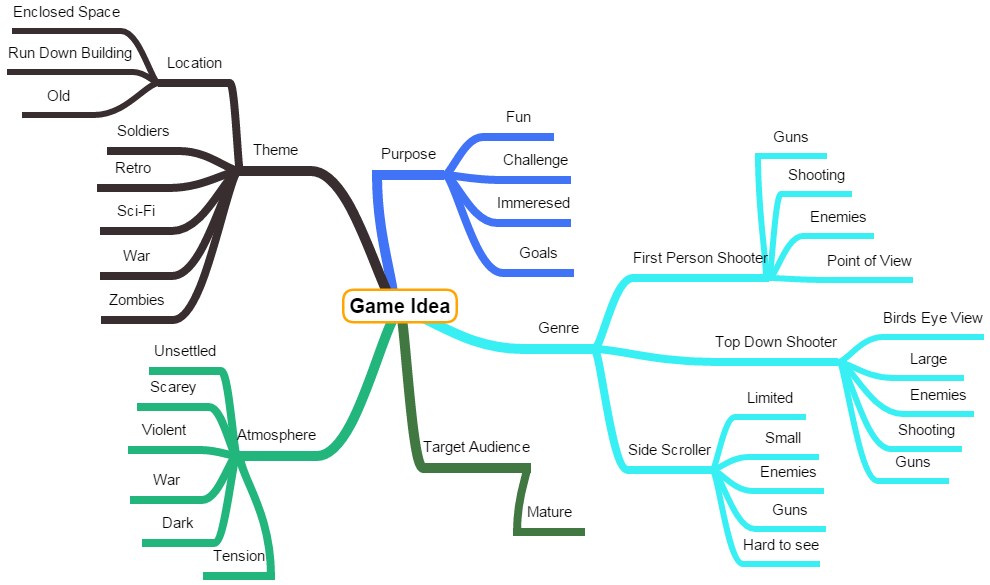 Game Idea
Theme
Location
Enclosed Space
Run Down Building
Old
Soldiers
Retro
Sci-Fi
War
Zombies
Purpose
Fun
Challenge
Immeresed
Goals
Genre
First Person Shooter
Guns
Shooting
Enemies
Point of View
Top Down Shooter
Birds Eye View
Large
Enemies
Shooting
Guns
Side Scroller
Limited
Small
Enemies
Guns
Hard to see
Target Audience
Mature
Atmosphere
Unsettled
Scarey
Violent
War
Dark
Tension